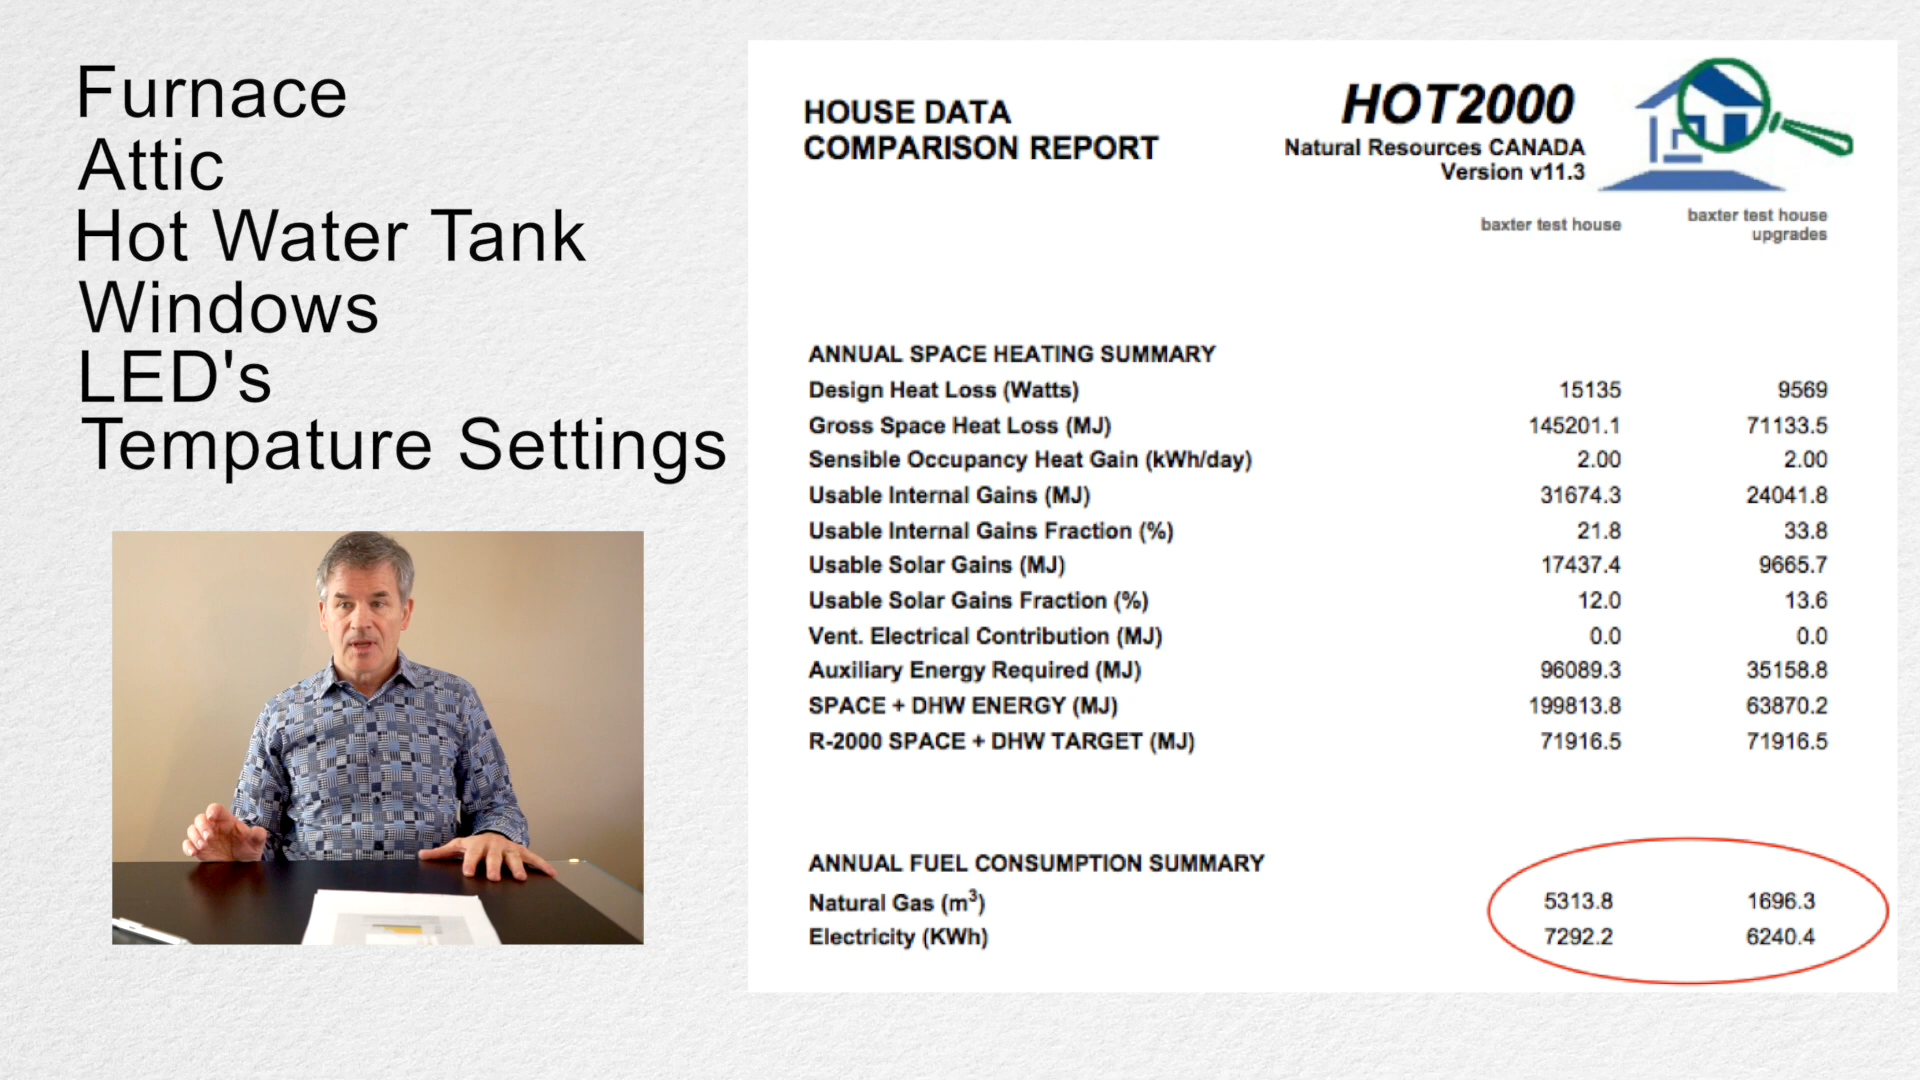 Furnace
Attic
Hot Water Tank
Windows
LED's
Tempature Settings
HOUSE DATA
COMPARISON REPORT
HOT2000
Natural Resources CANADA
Version v11.3
baxter test house
baxter test house
upgrades
ANNUAL SPACE HEATING SUMMARY
Design Heat Loss (Watts) 15135 9569
Gross Space Heat Loss (MJ) 145201.1 71133.5
Sensible Occupancy Heat Gain (kWh/day) 2.00 2.00
Usable Internal Gains (MJ) 31674.3 24041.8
Usable Internal Gains Fraction (%) 21.8 33.8
Usable Solar Gains (MJ) 17437.4 9665.7
Usable Solar Gains Fraction (%) 12.0 13.6
Vent. Electrical Contribution (MJ) 0.0 0.0
Auxiliary Energy Required (MJ) 96089.3 35158.8
SPACE + DHW ENERGY (MJ) 199813.8 63870.2
R-2000 SPACE + DHW TARGET (MJ) 71916.5 71916.5
ANNUAL FUEL CONSUMPTION SUMMARY
Natural Gas (m³) 5313.8 1696.3
Electricity (KWh) 7292.2 6240.4